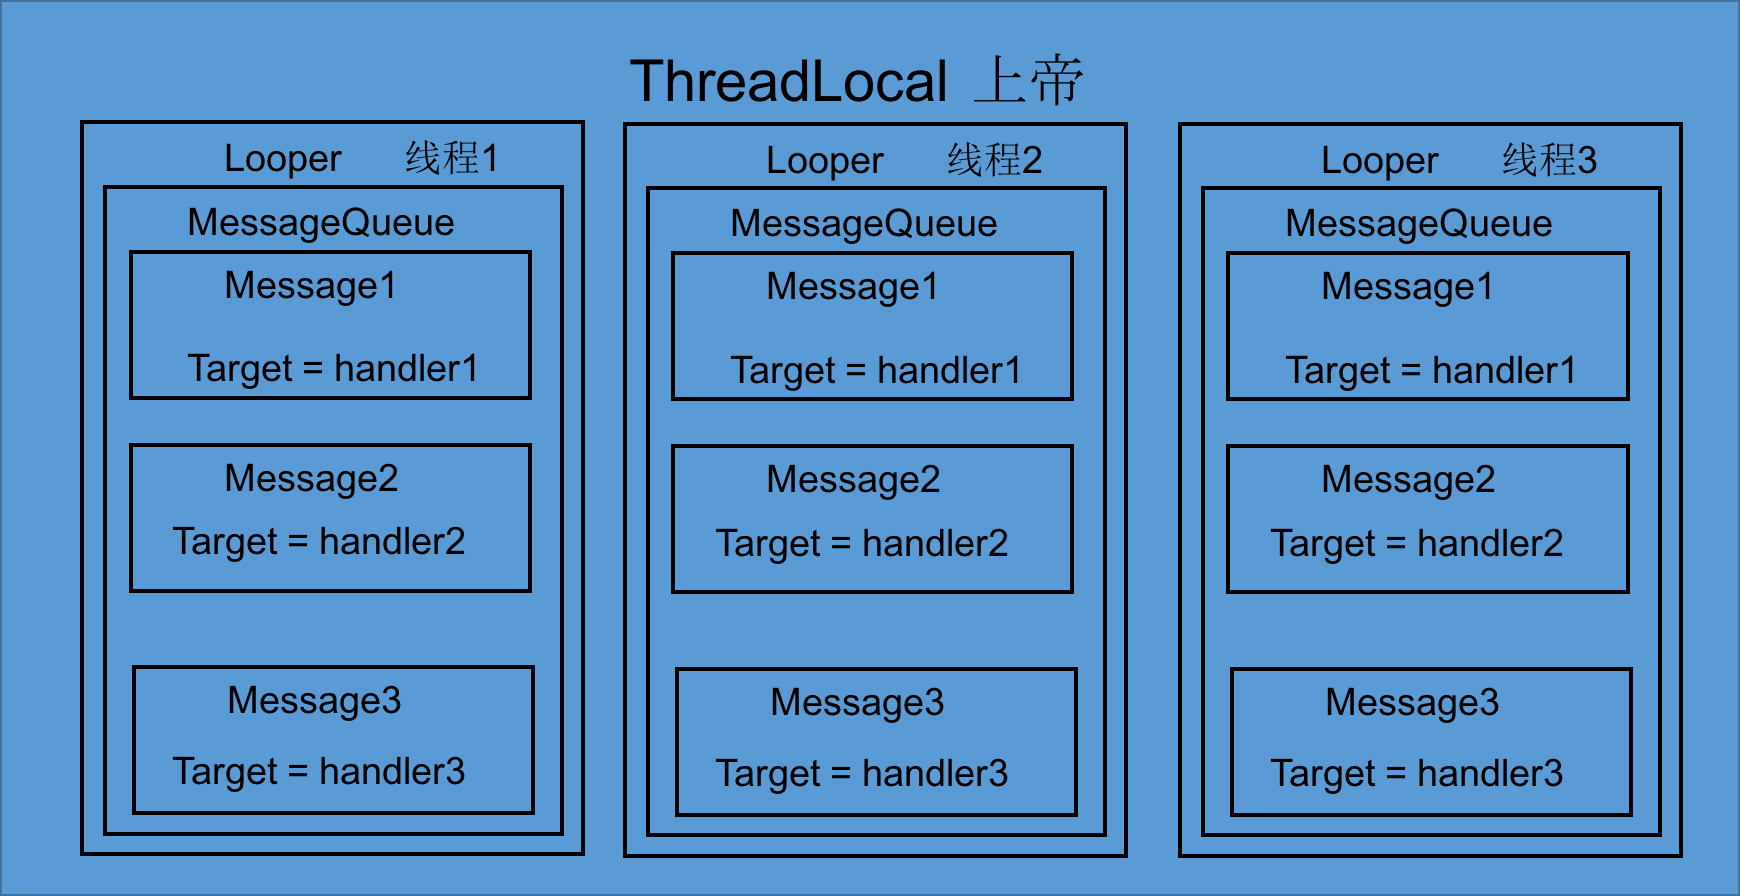 ThreadLocal 上帝
Looper 线程1
MessageQueue
Message1
Target = handler1
Message2
Target = handler2
Message3
Target = handler3
Looper 线程2
MessageQueue
Message1
Target = handler1
Message2
Target = handler2
Message3
Target = handler3
Looper 线程3
MessageQueue
Message1
Target = handler1
Message2
Target = handler2
Message3
Target = handler3